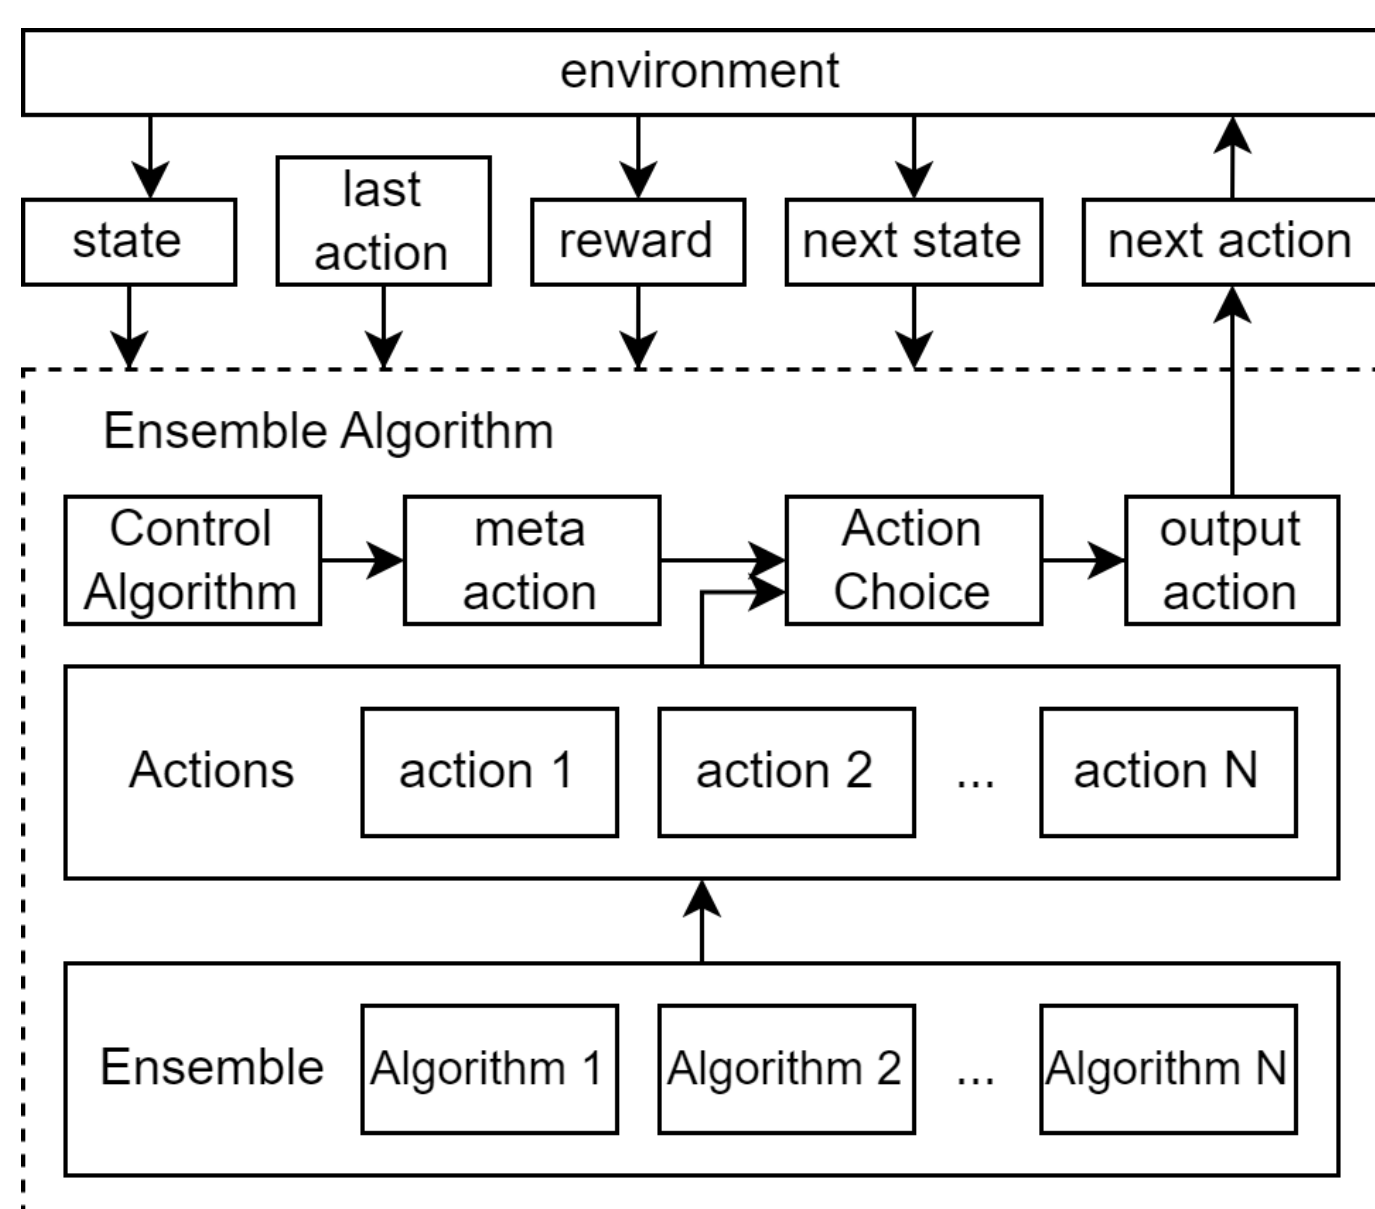 environment
state
last
action
reward
next state
next action
Ensemble Algorithm
Control
Algorithm
meta
action
Action
Choice
output
action
Actions
action 1
action 2
...
action N
Ensemble
Algorithm 1
Algorithm 2
...
Algorithm N